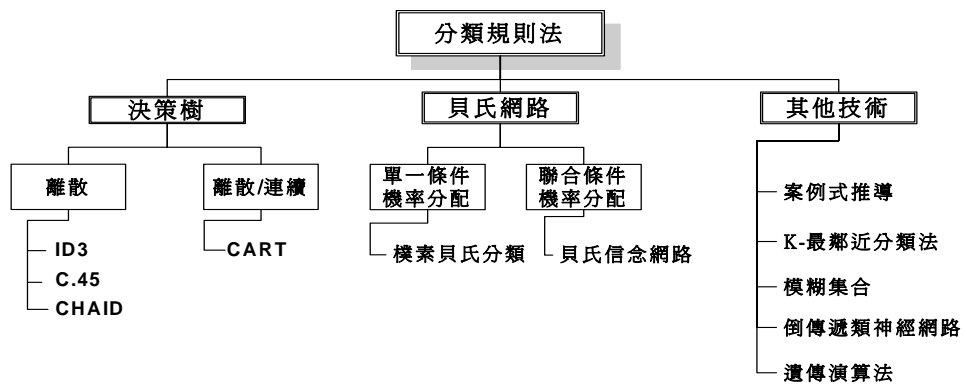 分類規則法
決策樹
貝氏網路
其他技術
離散
離散/連續
單一條件
機率分配
聯合條件
機率分配
ID3
C.45
CHAID
CART
樸素貝氏分類
貝氏信念網路
案例式推導
K-最鄰近分類法
模糊集合
倒傳遞類神經網路
遺傳演算法